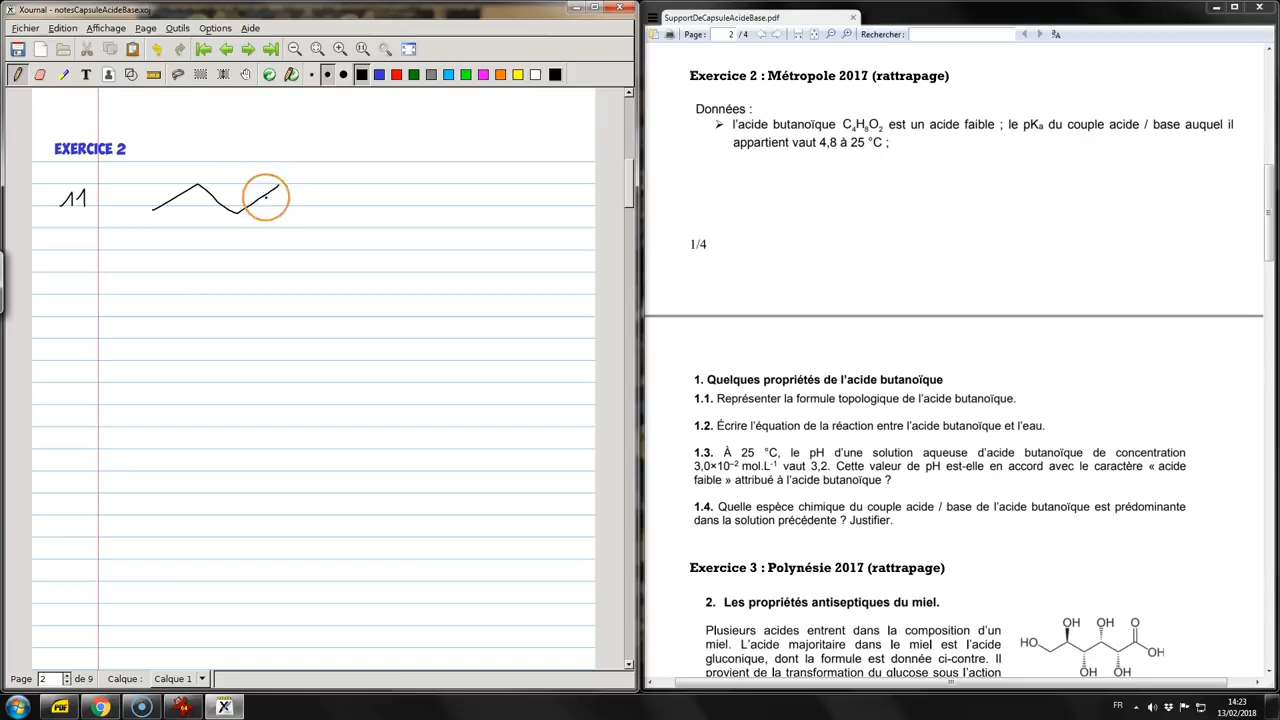 Xournal - notesCapsuleAcideBase.xoj
Fichier Edition Affichage Page Outils Options Aide
EXERCICE 2
11
Page 2 de 9 Calque : Calque 1
SupportDeCapsuleAcideBase.pdf
Page : 2 / 4 Rechercher :
Exercice 2 : Métropole 2017 (rattrapage)
Données :
➢ l'acide butanoïque C4H8O2 est un acide faible ; le pKa du couple acide / base auquel il
appartient vaut 4,8 à 25 °C ;
1/4
1. Quelques propriétés de l'acide butanoïque
1.1. Représenter la formule topologique de l'acide butanoïque.
1.2. Écrire l'équation de la réaction entre l'acide butanoïque et l'eau.
1.3. À 25 °C, le pH d'une solution aqueuse d'acide butanoïque de concentration
3,0×10–2 mol.L-1 vaut 3,2. Cette valeur de pH est-elle en accord avec le caractère « acide
faible » attribué à l'acide butanoïque ?
1.4. Quelle espèce chimique du couple acide / base de l'acide butanoïque est prédominante
dans la solution précédente ? Justifier.
Exercice 3 : Polynésie 2017 (rattrapage)
2. Les propriétés antiseptiques du miel.
Plusieurs acides entrent dans la composition d'un
miel. L'acide majoritaire dans le miel est l'acide
gluconique, dont la formule est donnée ci-contre. Il
provient de la transformation du glucose sous l'action
OH OH O
HO OH
OH OH
FR 14:23
13/02/2018